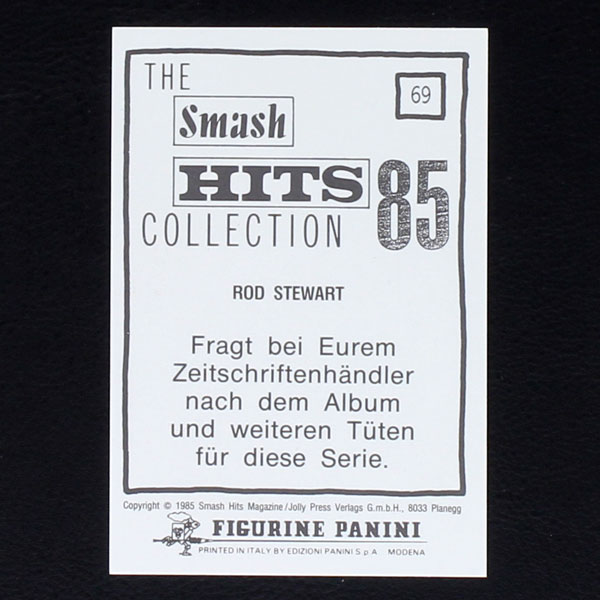 THE
69
Smash
HITS
85
COLLECTION
ROD STEWART
Fragt bei Eurem
Zeitschriftenhändler
nach dem Album
und weiteren Tüten
für diese Serie.
Copyright © 1985 Smash Hits Magazine/Jolly Press Verlags G.m.b.H., 8033 Planegg
FIGURINE PANINI
PRINTED IN ITALY BY EDIZIONI PANINI S.p.A MODENA